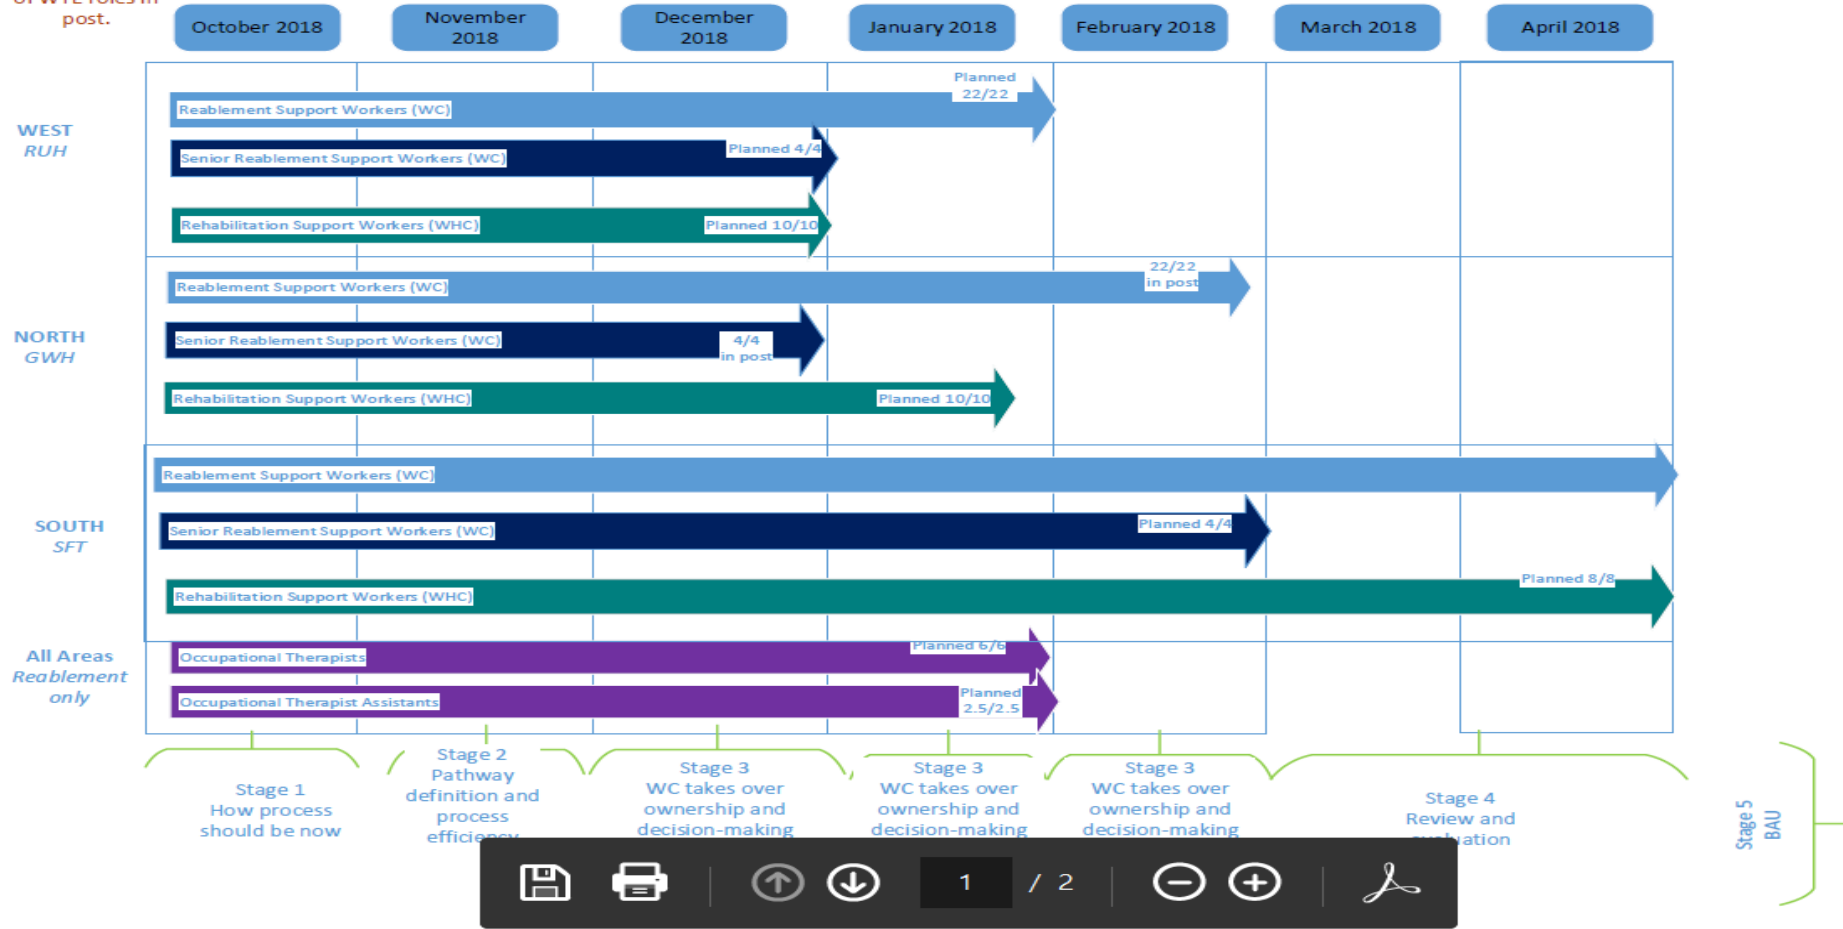 post.
October 2018
November
2018
December
2018
January 2018
February 2018
March 2018
April 2018
WEST
RUH
Reablement Support Workers (WC)
Planned
22/22
Senior Reablement Support Workers (WC)
Planned 4/4
Rehabilitation Support Workers (WHC)
Planned 10/10
NORTH
GWH
Reablement Support Workers (WC)
22/22
in post
Senior Reablement Support Workers (WC)
4/4
in post
Rehabilitation Support Workers (WHC)
Planned 10/10
SOUTH
SFT
Reablement Support Workers (WC)
Senior Reablement Support Workers (WC)
Planned 4/4
Rehabilitation Support Workers (WHC)
Planned 8/8
All Areas
Reablement
only
Occupational Therapists
Planned 6/6
Occupational Therapist Assistants
Planned
2.5/2.5
Stage 1
How process
should be now
Stage 2
Pathway
definition and
process
efficiency
Stage 3
WC takes over
ownership and
decision-making
Stage 3
WC takes over
ownership and
decision-making
Stage 3
WC takes over
ownership and
decision-making
Stage 4
Review and
Stage 5
BAU
1 / 2